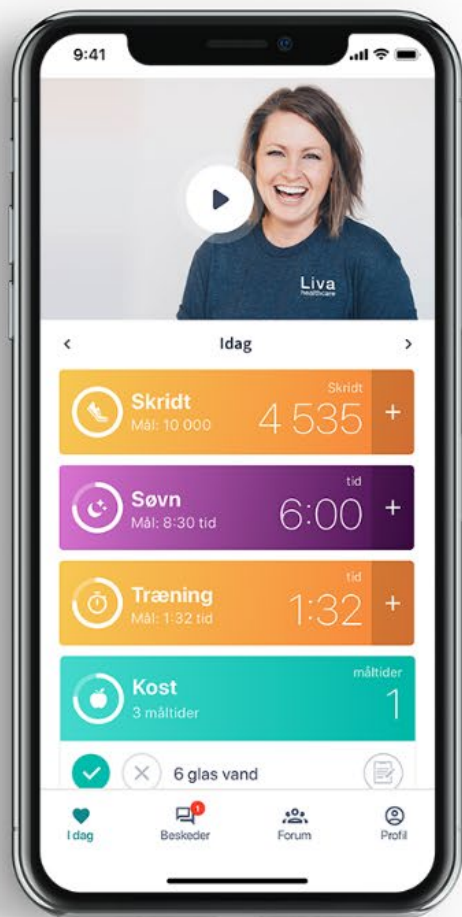 9:41
Liva
healthcare
Idag
Skridt
Skridt
Mål: 10 000
4 535
+
tid
Søvn
Mål: 8:30 tid
6:00
+
tid
Træning
Mål: 1:32 tid
1:32
+
måltider
Kost
3 måltider
1
6 glas vand
1
I dag
Beskeder
Forum
Profil